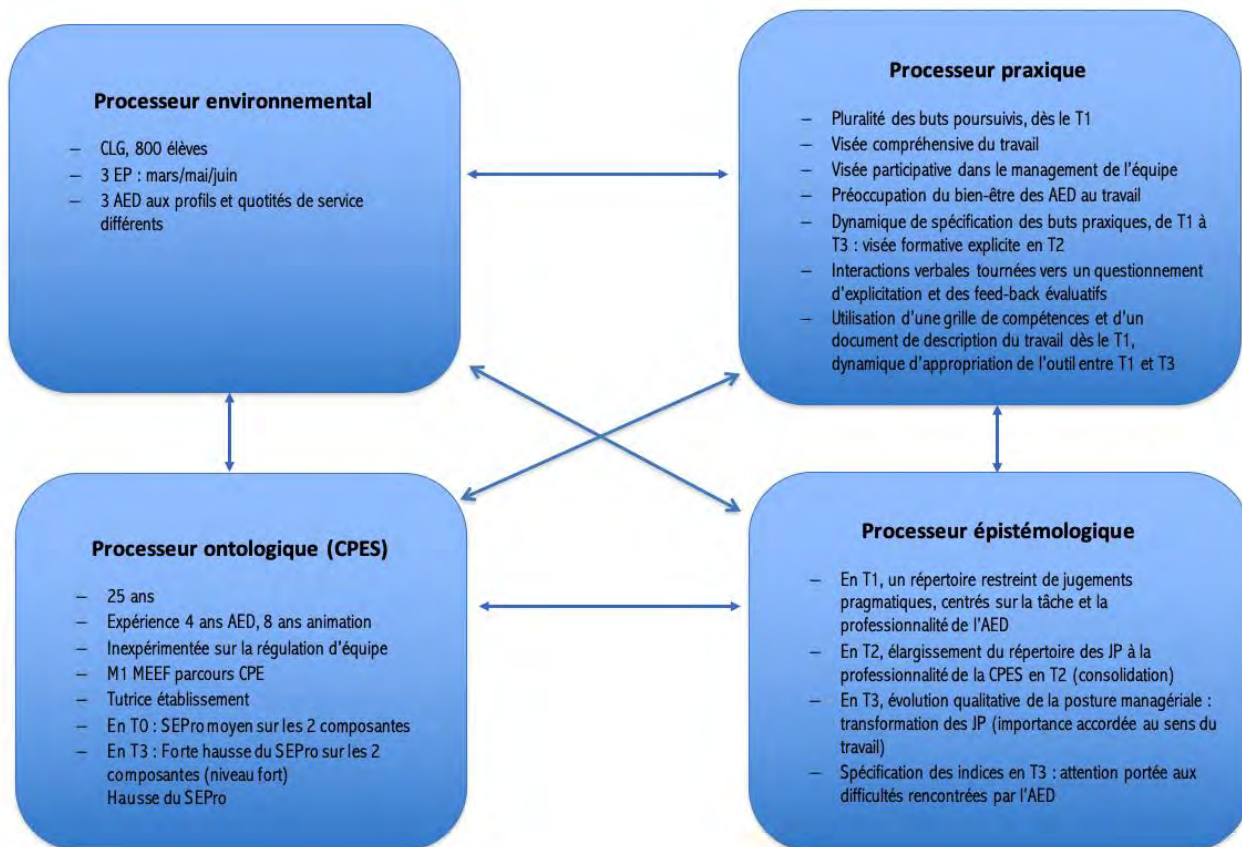 Processeur environnemental
– CLG, 800 élèves
– 3 EP : mars/mai/juin
– 3 AED aux profils et quotités de service
différents
Processeur praxique
– Pluralité des buts poursuivis, dès le T1
– Visée compréhensive du travail
– Visée participative dans le management de l'équipe
– Préoccupation du bien-être des AED au travail
– Dynamique de spécification des buts praxiques, de T1 à
T3 : visée formative explicite en T2
– Interactions verbales tournées vers un questionnement
d'explicitation et des feed-back évaluatifs
– Utilisation d'une grille de compétences et d'un
document de description du travail dès le T1,
dynamique d'appropriation de l'outil entre T1 et T3
Processeur ontologique (CPES)
– 25 ans
– Expérience 4 ans AED, 8 ans animation
– Inexpérimentée sur la régulation d'équipe
– M1 MEEF parcours CPE
– Tutrice établissement
– En T0 : SEPro moyen sur les 2 composantes
– En T3 : Forte hausse du SEPro sur les 2
composantes (niveau fort)
Hausse du SEPro
Processeur épistémologique
– En T1, un répertoire restreint de jugements
pragmatiques, centrés sur la tâche et la
professionnalité de l'AED
– En T2, élargissement du répertoire des JP à la
professionalité de la CPES en T2 (consolidation)
– En T3, évolution qualitative de la posture managériale :
transformation des JP (importance accordée au sens du
travail)
– Spécification des indices en T3 : attention portée aux
difficultés rencontrées par l'AED